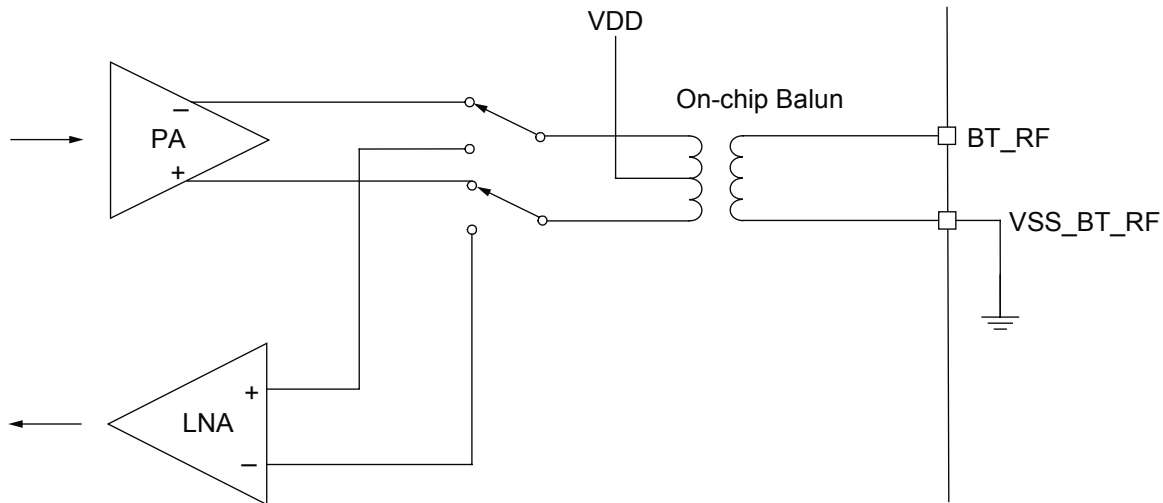 VDD
On-chip Balun
−
PA
+
BT_RF
VSS_BT_RF
+
LNA
−